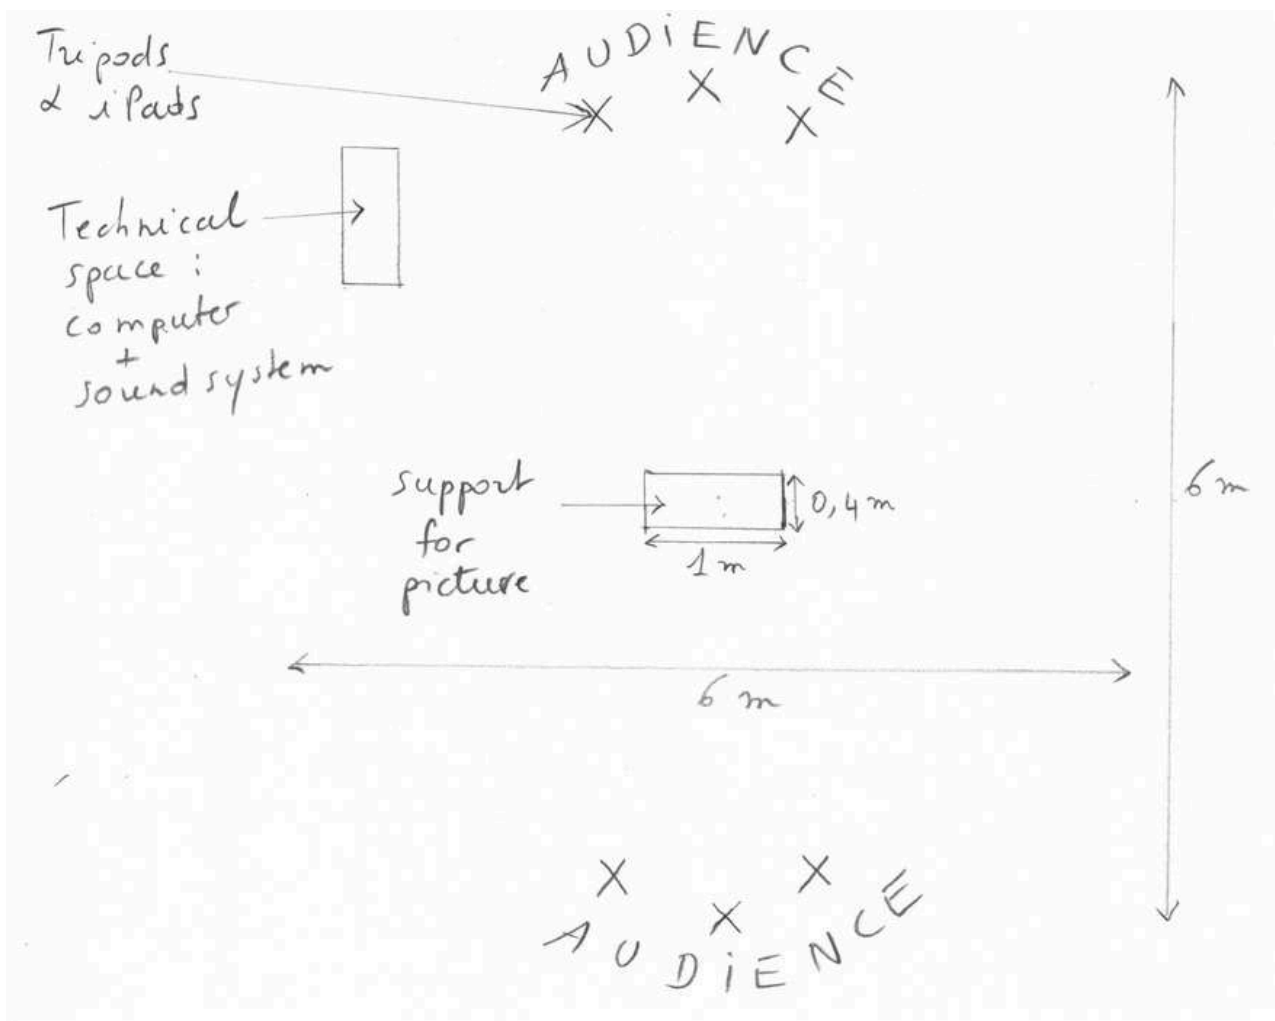 Tripods
& iPads
AUDiENCE
X
X
X
Technical
space :
computer
+
sound system
support
for
picture
0,4 m
1 m
6 m
6 m
X
X
X
AUDiENCE